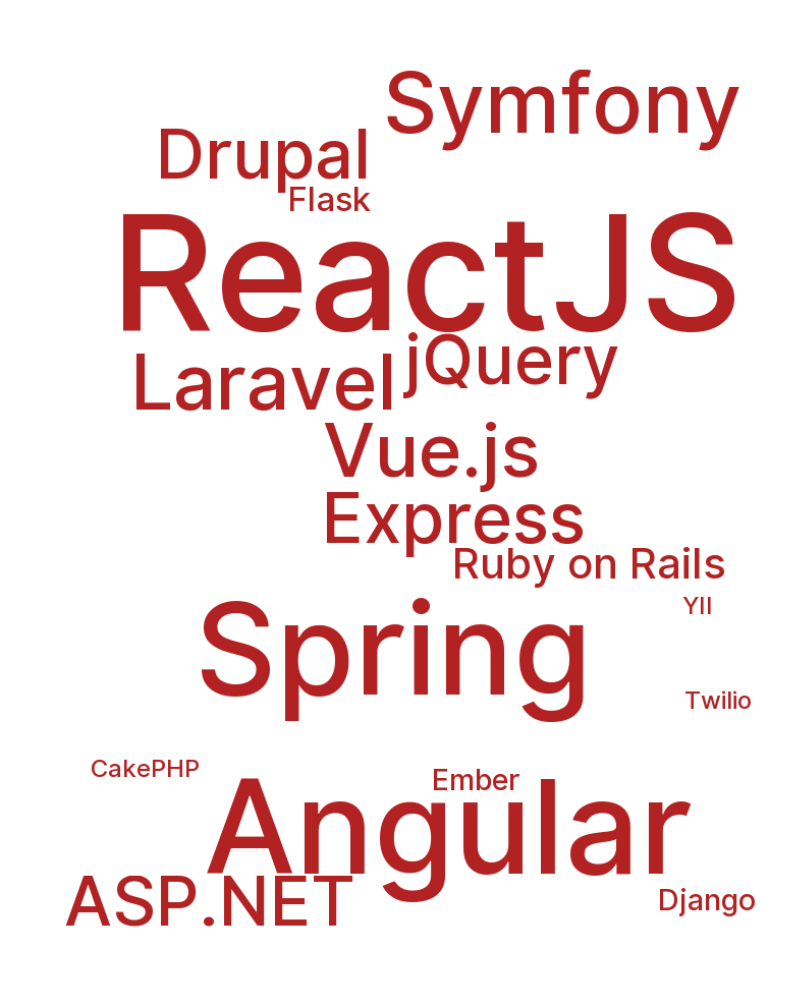 Symfony
Drupal
Flask
ReactJS
jQuery
Laravel
Vue.js
Express
Ruby on Rails
YII
Spring
Twilio
CakePHP
Ember
Angular
ASP.NET
Django